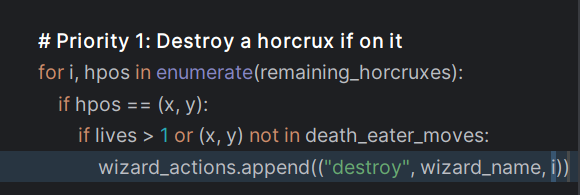 # Priority 1: Destroy a horcrux if on it
for i, hpos in enumerate(remaining_horcruxes):
if hpos == (x, y):
if lives > 1 or (x, y) not in death_eater_moves:
wizard_actions.append(("destroy", wizard_name, i))